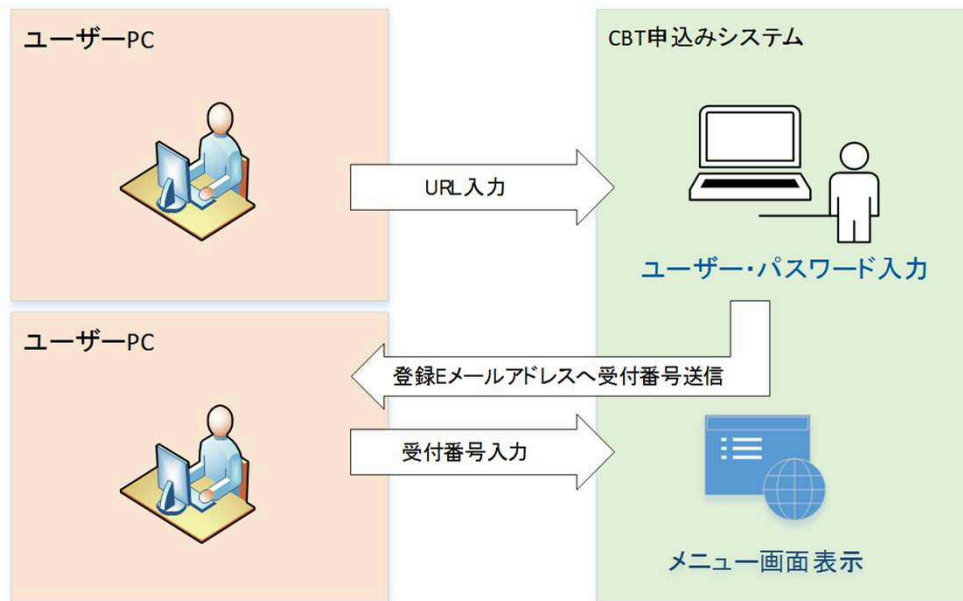 ユーザーPC
CBT申込みシステム
URL入力
ユーザー・パスワード入力
ユーザーPC
登録Eメールアドレスへ受付番号送信
受付番号入力
メニュー画面表示